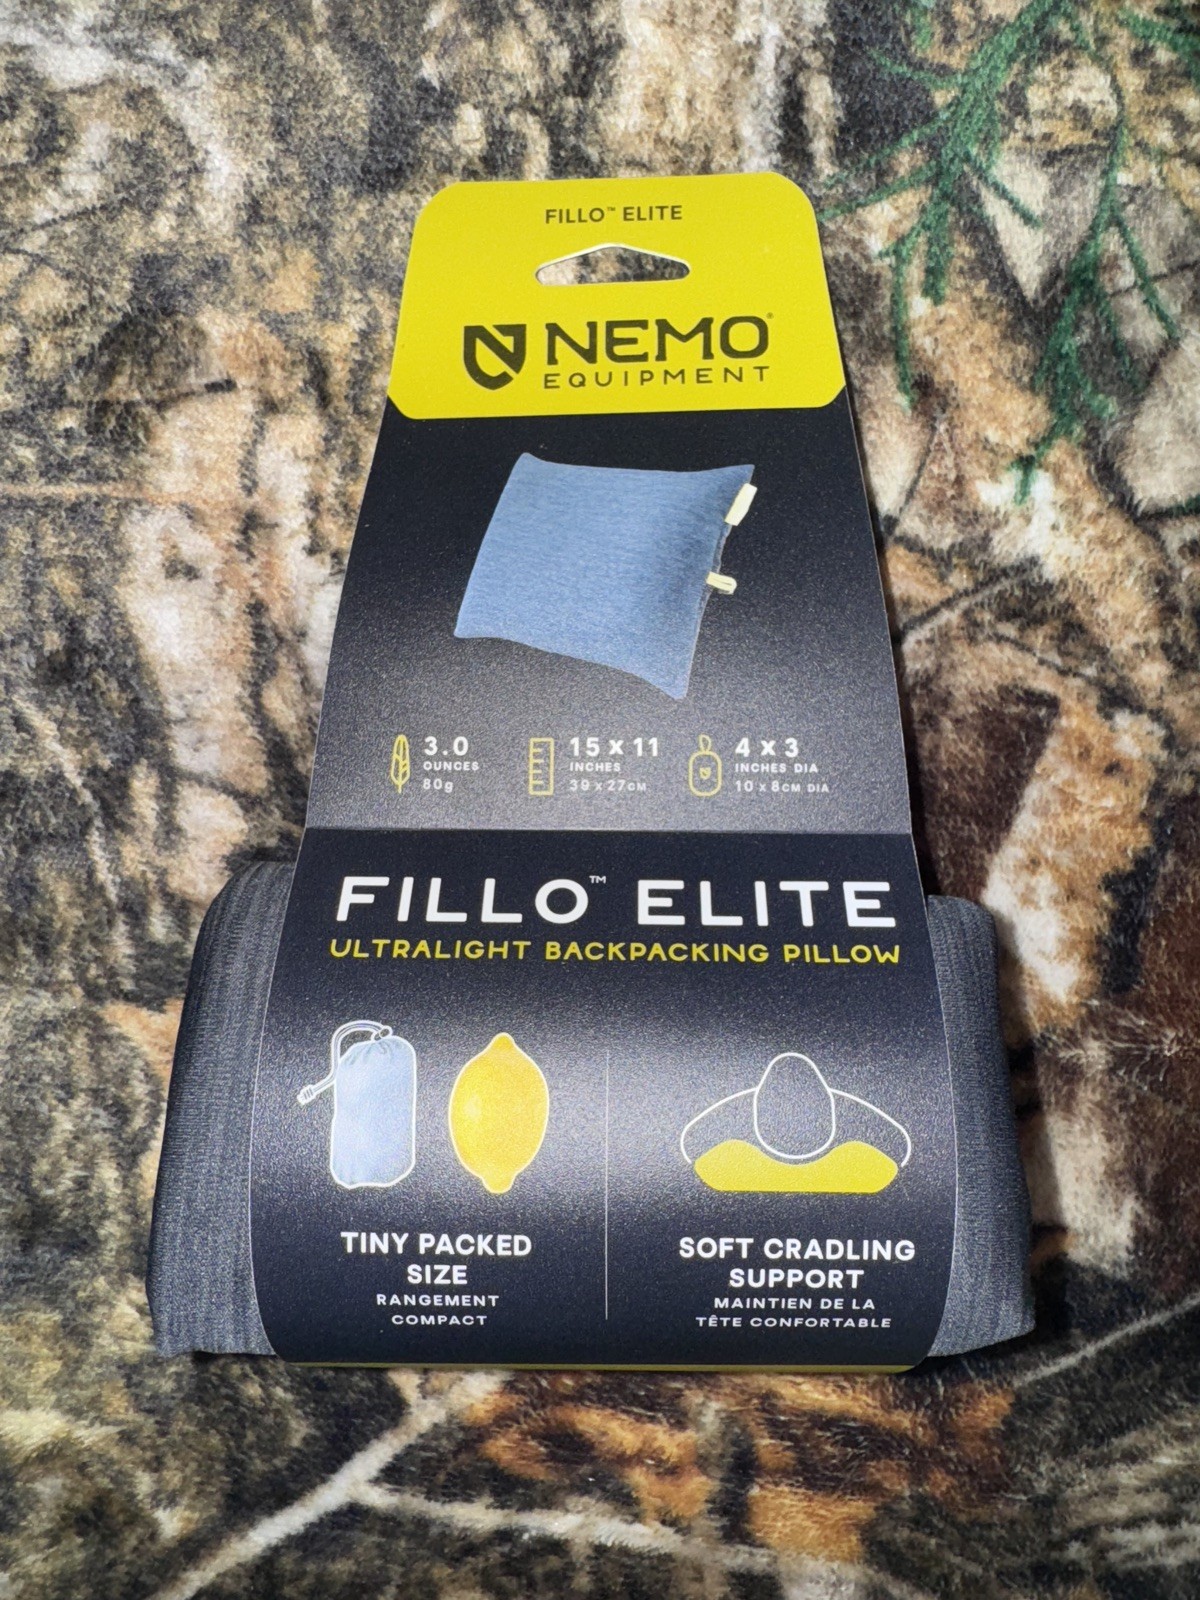 FILLO™ ELITE
NEMO®
EQUIPMENT
3.0
OUNCES
80g
15 x 11
INCHES
39 x 27CM
4 x 3
INCHES DIA
10 x 8CM DIA
FILLO™ ELITE
ULTRALIGHT BACKPACKING PILLOW
TINY PACKED
SIZE
RANGEMENT
COMPACT
SOFT CRADLING
SUPPORT
MAINTIEN DE LA
TÊTE CONFORTABLE